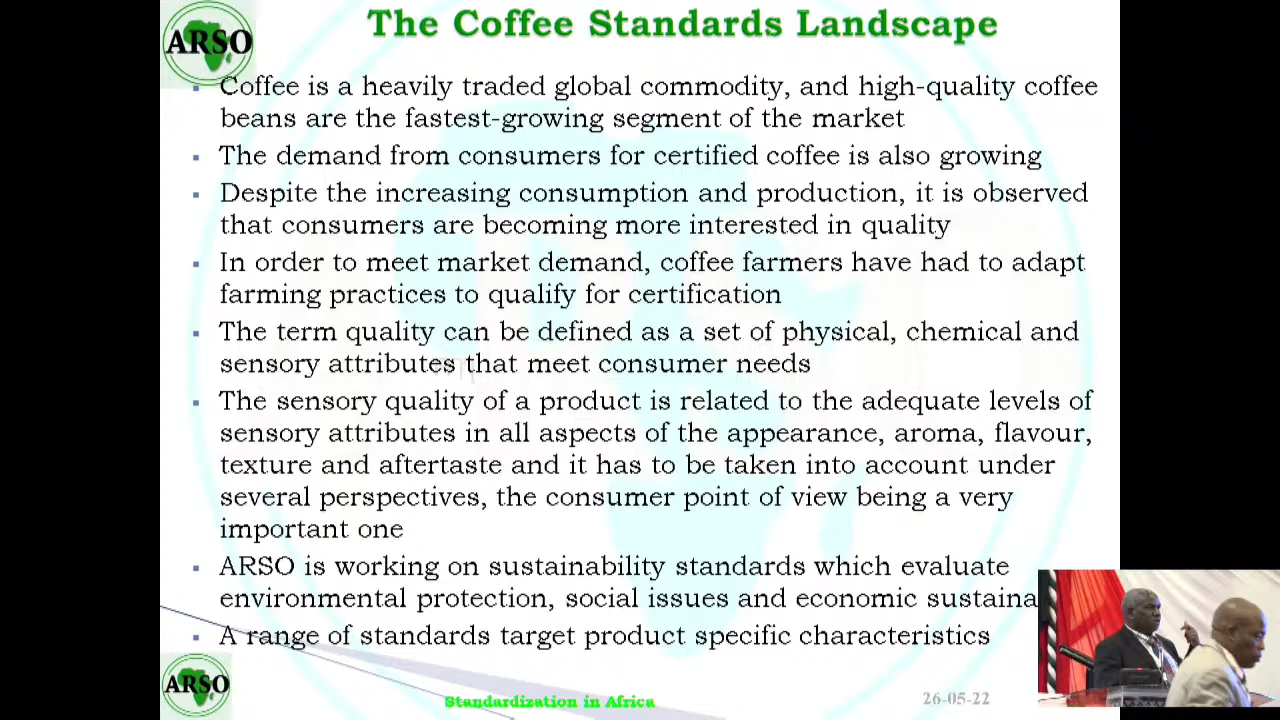 The Coffee Standards Landscape
ARSO
Coffee is a heavily traded global commodity, and high-quality coffee
beans are the fastest-growing segment of the market
The demand from consumers for certified coffee is also growing
Despite the increasing consumption and production, it is observed
that consumers are becoming more interested in quality
In order to meet market demand, coffee farmers have had to adapt
farming practices to qualify for certification
The term quality can be defined as a set of physical, chemical and
sensory attributes that meet consumer needs
The sensory quality of a product is related to the adequate levels of
sensory attributes in all aspects of the appearance, aroma, flavour,
texture and aftertaste and it has to be taken into account under
several perspectives, the consumer point of view being a very
important one
ARSO is working on sustainability standards which evaluate
environmental protection, social issues and economic sustaina
A range of standards target product specific characteristics
ARSO
Standardization in Africa
26-05-22